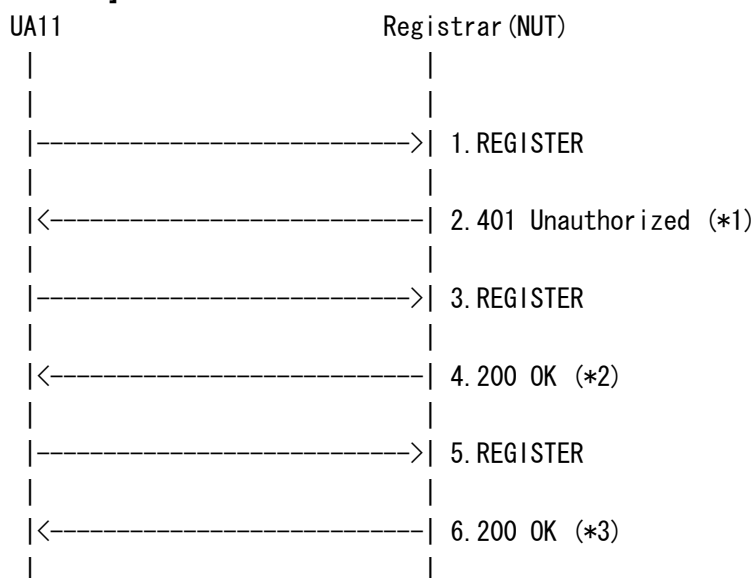 UA11 Registrar(NUT)
1.REGISTER
2.401 Unauthorized (*1)
3.REGISTER
4.200 OK (*2)
5.REGISTER
6.200 OK (*3)